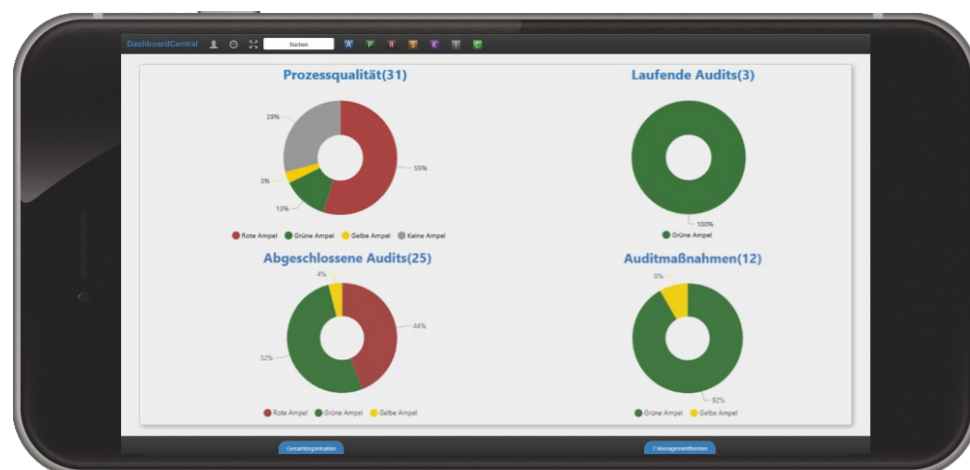 DashboardCentral Suchen A P R S K I C
Prozessqualität(31)
29%
55%
3%
13%
Rote Ampel Grüne Ampel Gelbe Ampel Keine Ampel
Laufende Audits(3)
100%
Grüne Ampel
Abgeschlossene Audits(25)
4%
44%
52%
Rote Ampel Grüne Ampel Gelbe Ampel
Auditmaßnahmen(12)
8%
92%
Grüne Ampel Gelbe Ampel
Gesamtorganisation
7-Managementthemen